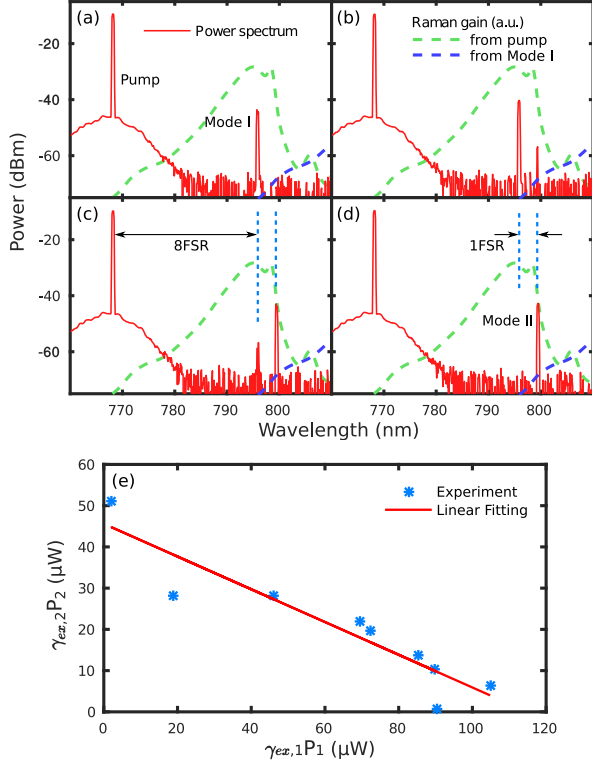 (a)
Power spectrum
Pump
Mode I
(b)
Raman gain (a.u.)
from pump
from Mode I
-20
-40
-60
Power (dBm)
(c)
8FSR
(d)
1FSR
Mode II
-20
-40
-60
770 780 790 800
770 780 790 800
Wavelength (nm)
(e)
Experiment
Linear Fitting
60
50
40
30
20
10
0
γex,2P2 (μW)
0 20 40 60 80 100 120
γex,1P1 (μW)